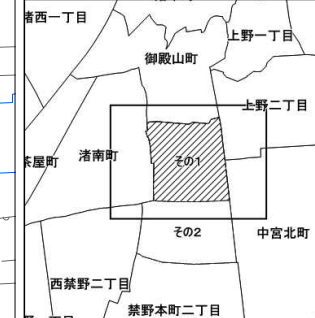 渚西一丁目
上野一丁目
御殿山町
上野二丁目
渚南町
茶屋町
その1
その2
中宮北町
西禁野二丁目
禁野本町二丁目